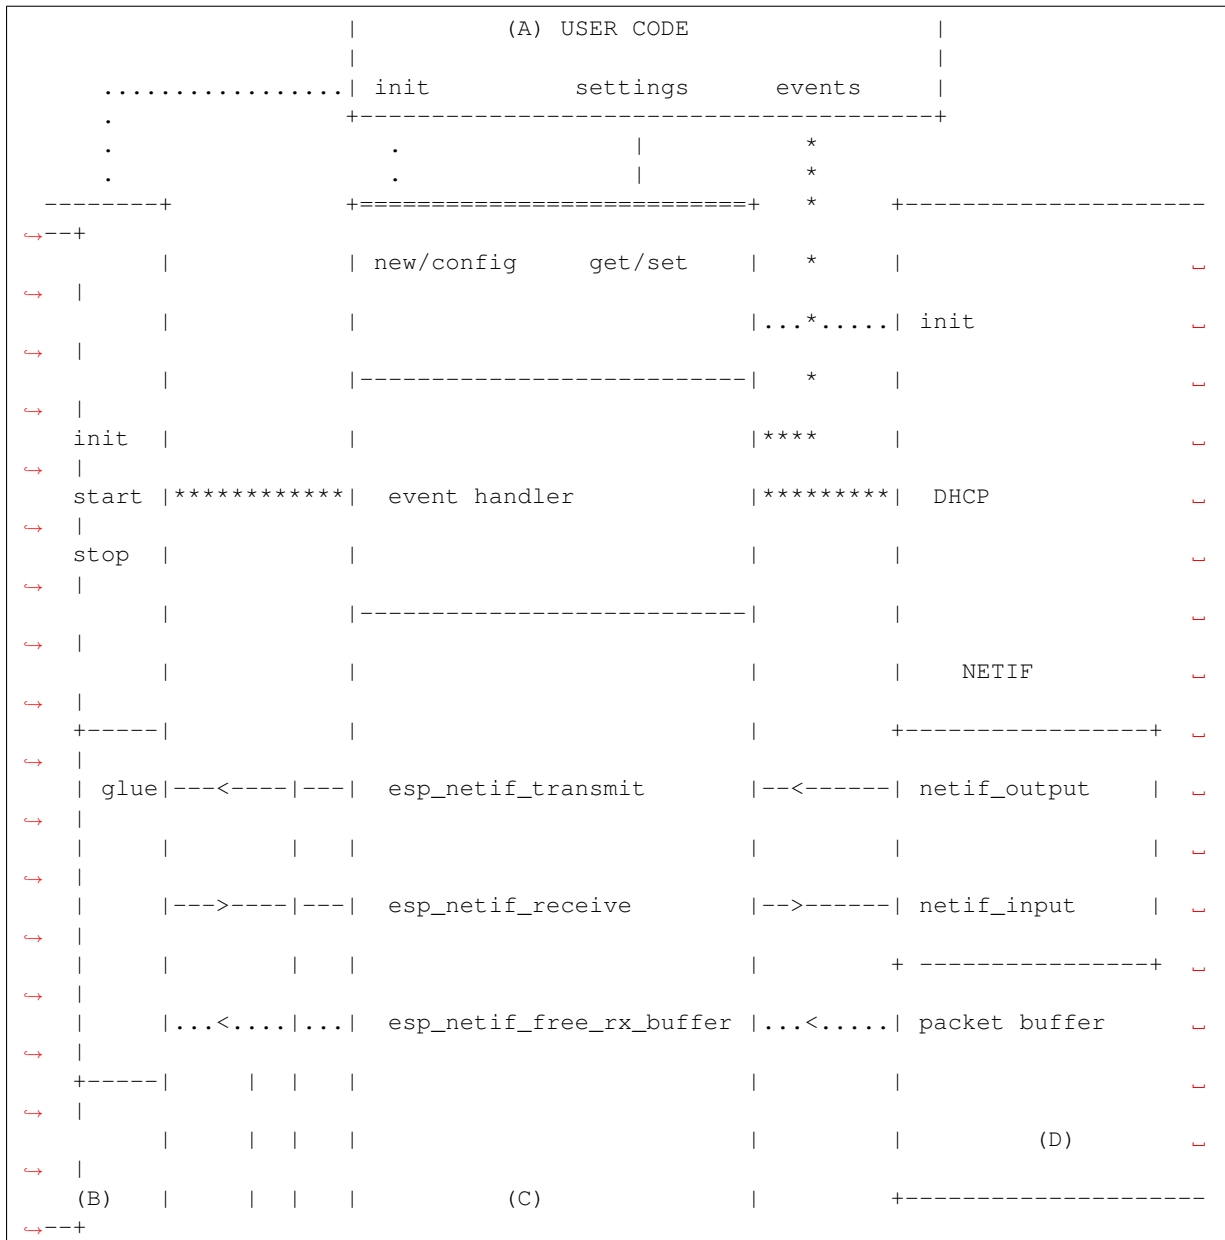 |          (A) USER CODE                 |
                      |                                        |
     .................| init          settings      events     |
     .                +----------------------------------------+
     .                   .                |           *
     .                   .                |           *
 --------+            +===========================+   *     +---------------------
↪--+
         |            | new/config     get/set    |   *     |                    ␣
↪  |
         |            |                           |...*.....| init               ␣
↪  |
         |            |---------------------------|   *     |                    ␣
↪  |
   init  |            |                           |****     |                    ␣
↪  |
   start |************|  event handler            |*********|  DHCP              ␣
↪  |
   stop  |            |                           |         |                    ␣
↪  |
         |            |---------------------------|         |                    ␣
↪  |
         |            |                           |         |    NETIF           ␣
↪  |
   +-----|            |                           |         +-----------------+  ␣
↪  |
   | glue|---<----|---|  esp_netif_transmit       |--<------| netif_output    |  ␣
↪  |
   |     |        |   |                           |         |                 |  ␣
↪  |
   |     |--->----|---|  esp_netif_receive        |-->------| netif_input     |  ␣
↪  |
   |     |        |   |                           |         + ----------------+  ␣
↪  |
   |     |...<....|...|  esp_netif_free_rx_buffer |...<.....| packet buffer      ␣
↪  |
   +-----|     |  |   |                           |         |                    ␣
↪  |
         |     |  |   |                           |         |         (D)        ␣
↪  |
   (B)   |     |  |   |          (C)              |         +---------------------
↪--+